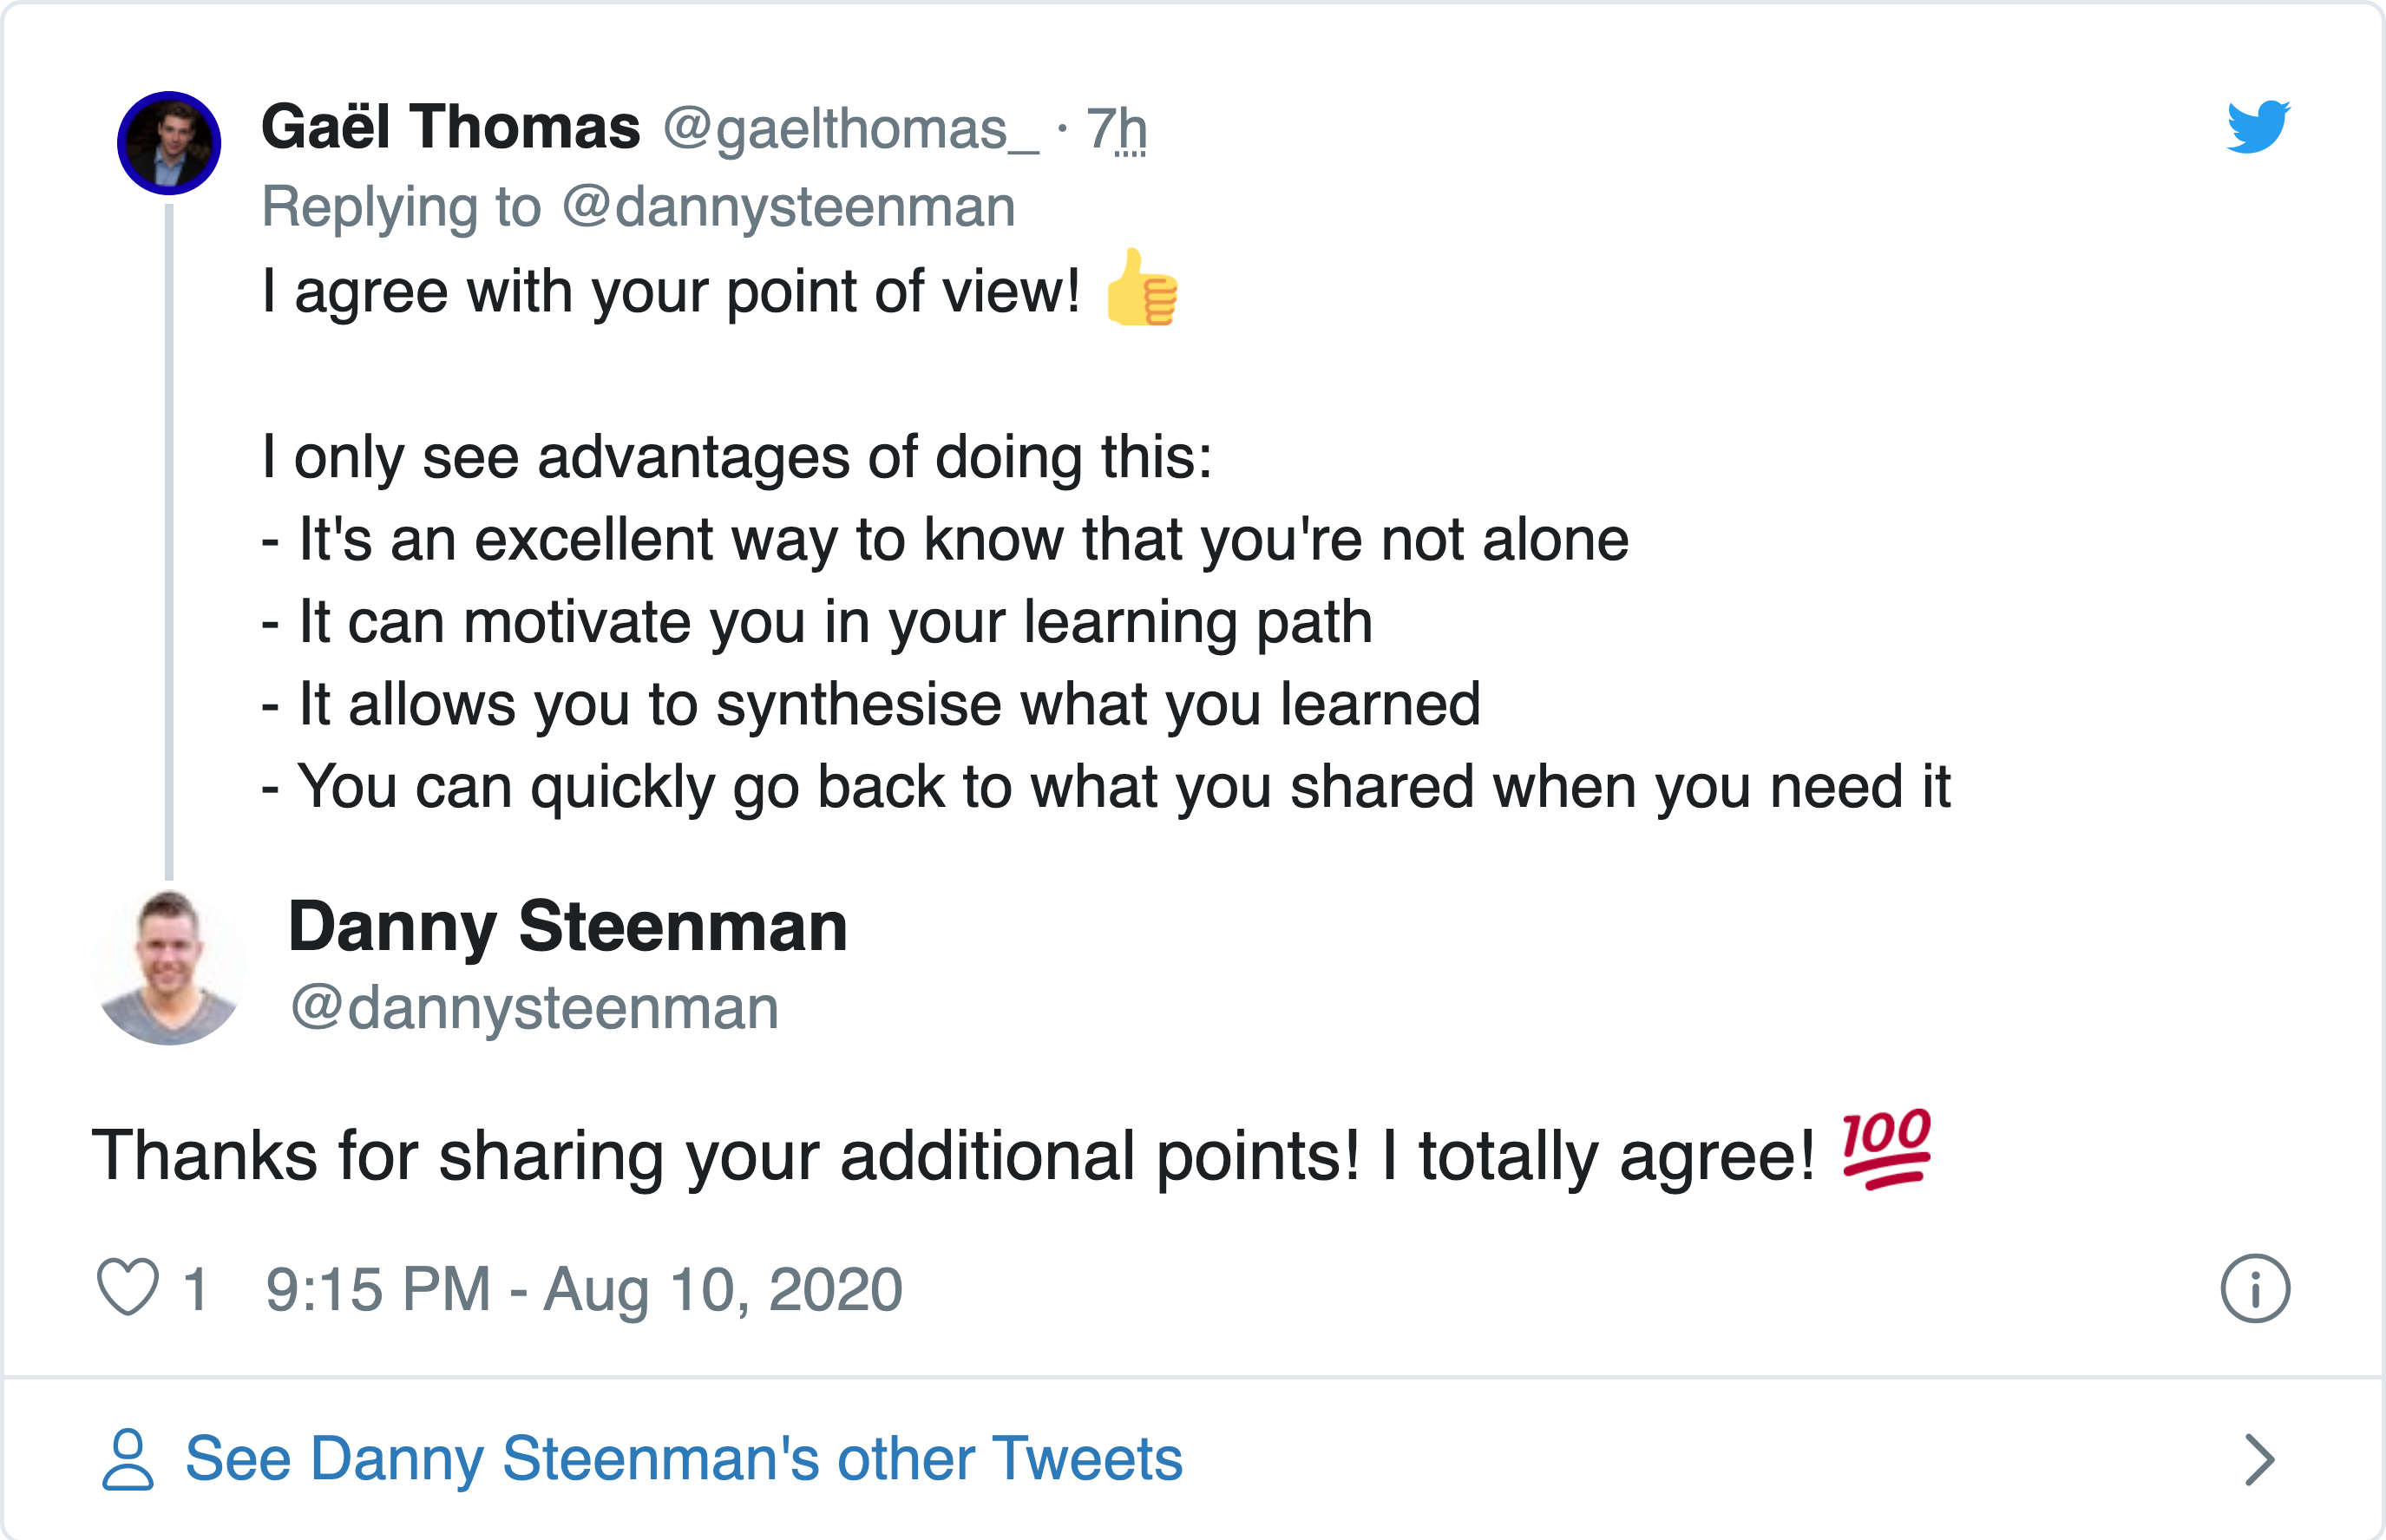 Gaël Thomas @gaelthomas_ · 7h
Replying to @dannysteenman
I agree with your point of view! 👍
I only see advantages of doing this:
- It's an excellent way to know that you're not alone
- It can motivate you in your learning path
- It allows you to synthesise what you learned
- You can quickly go back to what you shared when you need it
Danny Steenman
@dannysteenman
Thanks for sharing your additional points! I totally agree! 💯
1 9:15 PM - Aug 10, 2020
See Danny Steenman's other Tweets